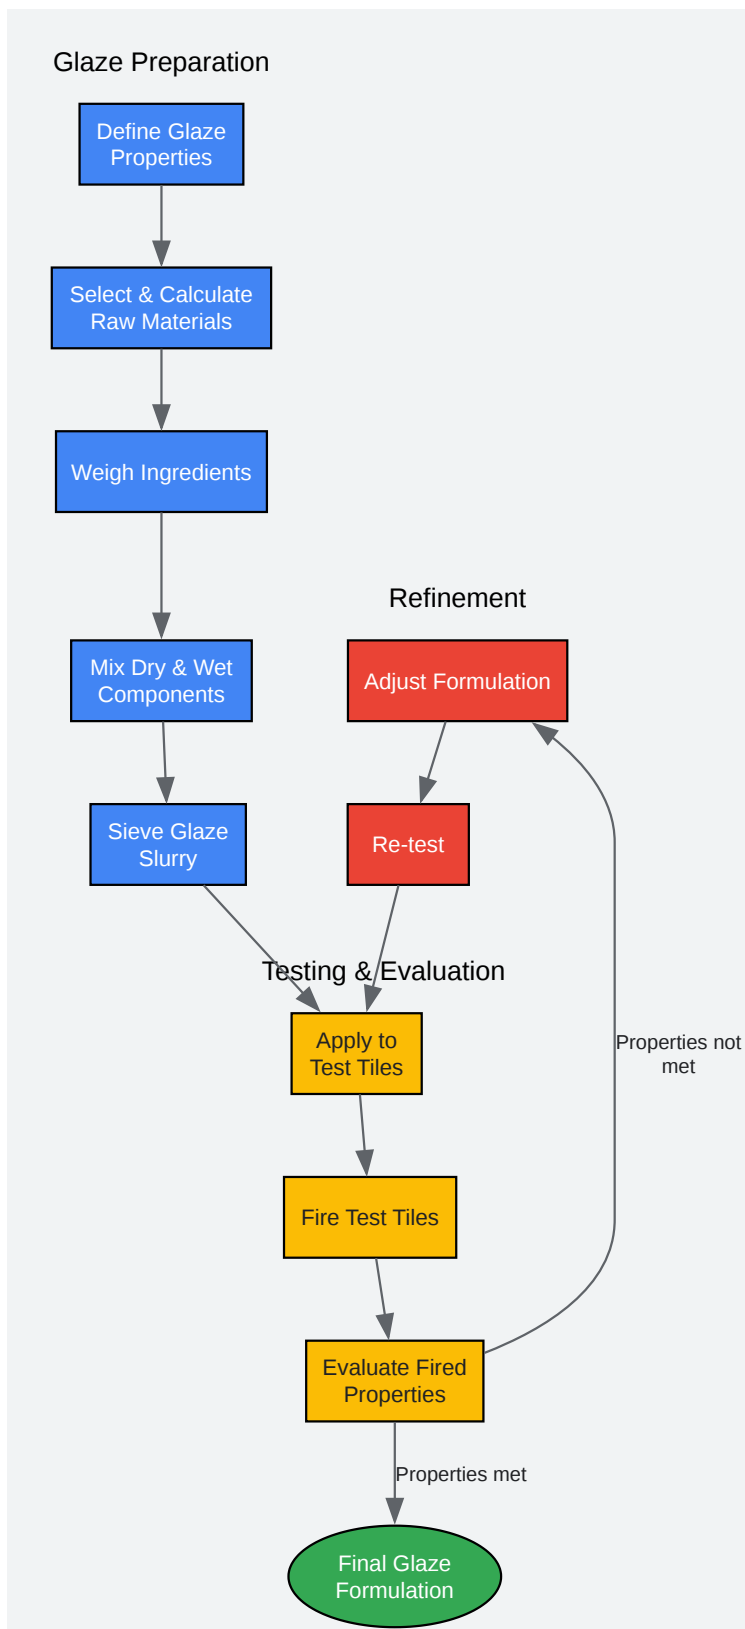 Glaze Preparation
Define Glaze
Properties
Select & Calculate
Raw Materials
Weigh Ingredients
Mix Dry & Wet
Components
Sieve Glaze
Slurry
Refinement
Adjust Formulation
Re-test
Testing & Evaluation
Apply to
Test Tiles
Fire Test Tiles
Evaluate Fired
Properties
Properties not
met
Properties met
Final Glaze
Formulation